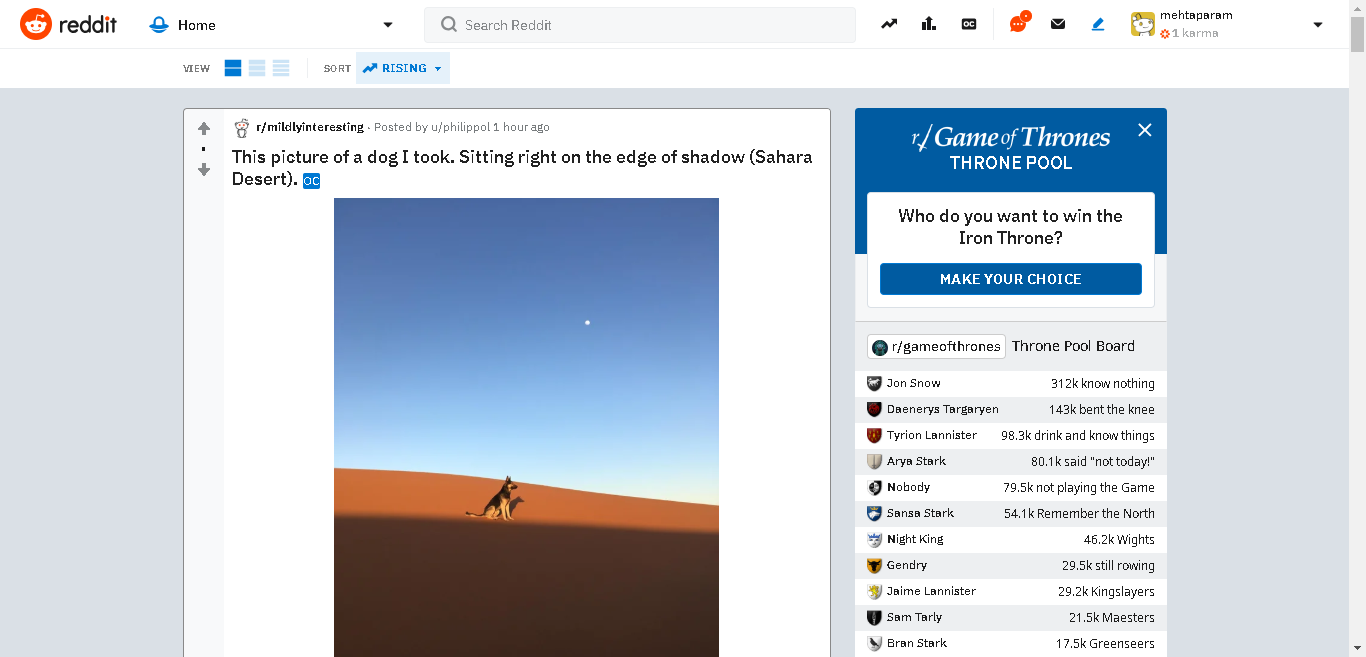 reddit
Home
Search Reddit
OC
mehtaparam
1 karma
VIEW
SORT
RISING
r/mildlyinteresting · Posted by u/philippol 1 hour ago
This picture of a dog I took. Sitting right on the edge of shadow (Sahara
Desert). OC
r/Game of Thrones
THRONE POOL
Who do you want to win the
Iron Throne?
MAKE YOUR CHOICE
r/gameofthrones Throne Pool Board
Jon Snow 312k know nothing
Daenerys Targaryen 143k bent the knee
Tyrion Lannister 98.3k drink and know things
Arya Stark 80.1k said "not today!"
Nobody 79.5k not playing the Game
Sansa Stark 54.1k Remember the North
Night King 46.2k Wights
Gendry 29.5k still rowing
Jaime Lannister 29.2k Kingslayers
Sam Tarly 21.5k Maesters
Bran Stark 17.5k Greenseers